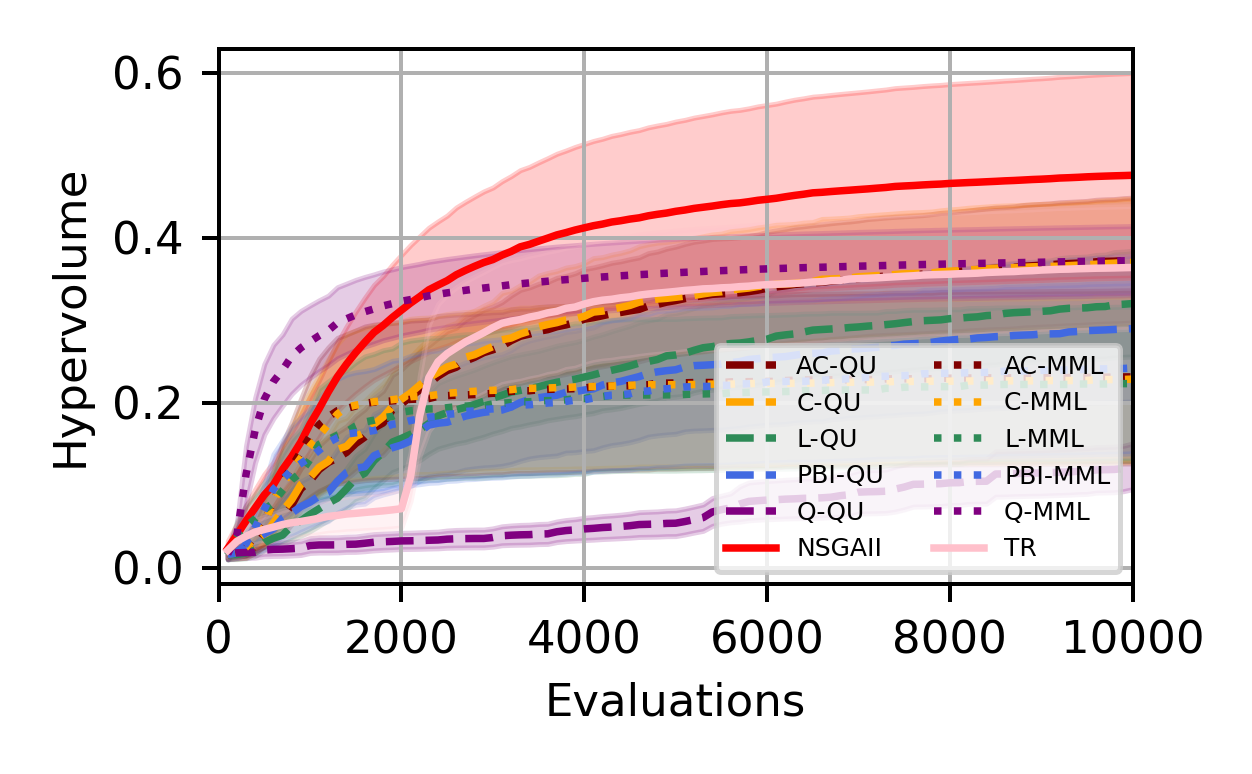 0.6
0.4
0.2
0.0
Hypervolume
AC-QU AC-MML
C-QU C-MML
L-QU L-MML
PBI-QU PBI-MML
Q-QU Q-MML
NSGAII TR
0 2000 4000 6000 8000 10000
Evaluations